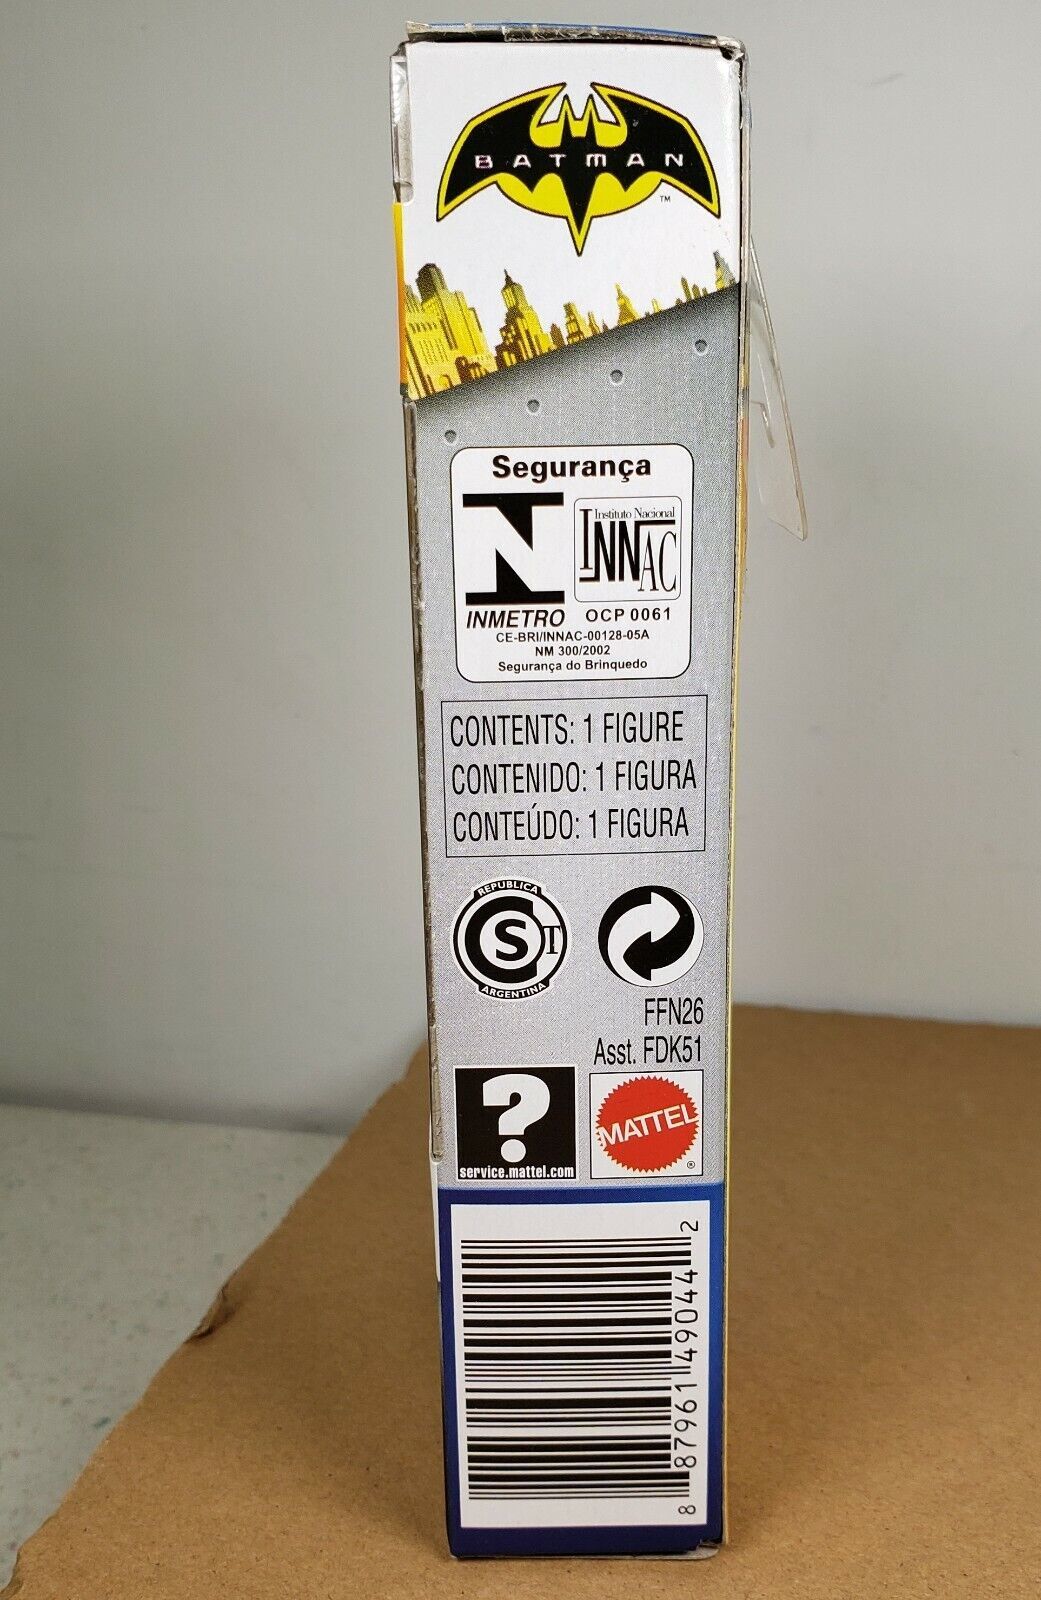 BATMAN
TM
Segurança
Instituto Nacional
INNAC
INMETRO OCP 0061
CE-BRI/INNAC-00128-05A
NM 300/2002
Segurança do Brinquedo
CONTENTS: 1 FIGURE
CONTENIDO: 1 FIGURA
CONTEÚDO: 1 FIGURA
REPUBLICA
CST
ARGENTINA
FFN26
Asst. FDK51
?
service.mattel.com
MATTEL
®
8 87961 49044 2